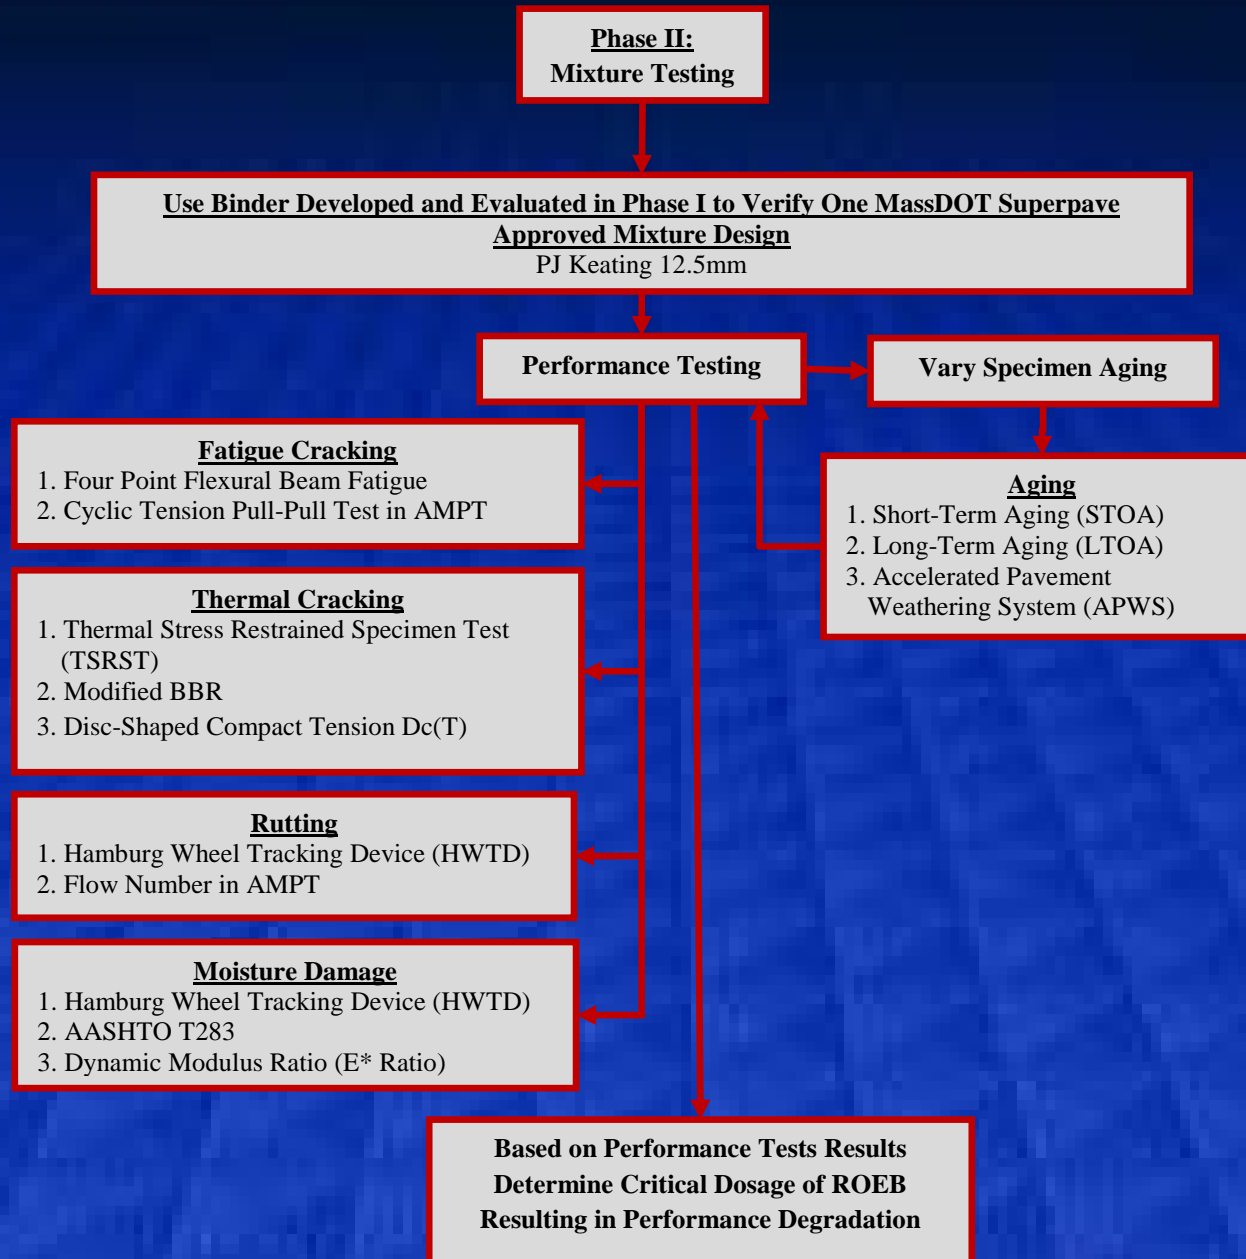 Phase II:
Mixture Testing
Use Binder Developed and Evaluated in Phase I to Verify One MassDOT Superpave
Approved Mixture Design
PJ Keating 12.5mm
Performance Testing
Vary Specimen Aging
Fatigue Cracking
1. Four Point Flexural Beam Fatigue
2. Cyclic Tension Pull-Pull Test in AMPT
Aging
1. Short-Term Aging (STOA)
2. Long-Term Aging (LTOA)
3. Accelerated Pavement
Weathering System (APWS)
Thermal Cracking
1. Thermal Stress Restrained Specimen Test
(TSRST)
2. Modified BBR
3. Disc-Shaped Compact Tension Dc(T)
Rutting
1. Hamburg Wheel Tracking Device (HWTD)
2. Flow Number in AMPT
Moisture Damage
1. Hamburg Wheel Tracking Device (HWTD)
2. AASHTO T283
3. Dynamic Modulus Ratio (E* Ratio)
Based on Performance Tests Results
Determine Critical Dosage of ROEB
Resulting in Performance Degradation